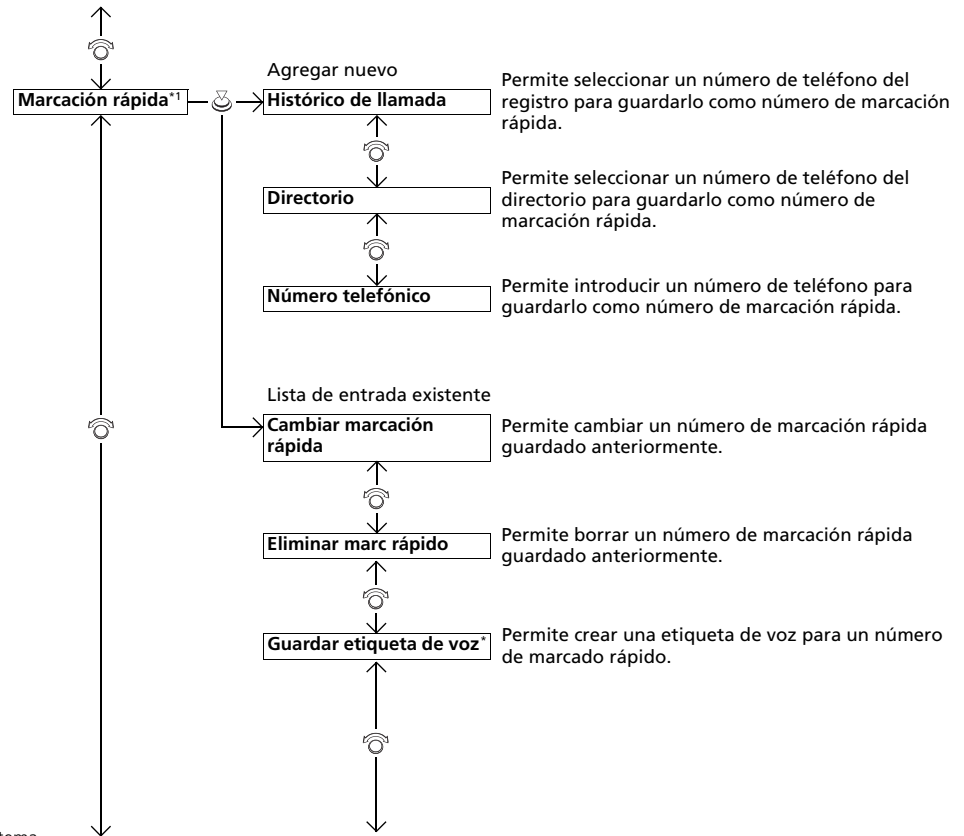 Agregar nuevo
Marcación rápida*1
Histórico de llamada
Permite seleccionar un número de teléfono del
registro para guardarlo como número de marcación
rápida.
Directorio
Permite seleccionar un número de teléfono del
directorio para guardarlo como número de
marcación rápida.
Número telefónico
Permite introducir un número de teléfono para
guardarlo como número de marcación rápida.
Lista de entrada existente
Cambiar marcación
rápida
Permite cambiar un número de marcación rápida
guardado anteriormente.
Eliminar marc rápido
Permite borrar un número de marcación rápida
guardado anteriormente.
Guardar etiqueta de voz*
Permite crear una etiqueta de voz para un número
de marcado rápido.